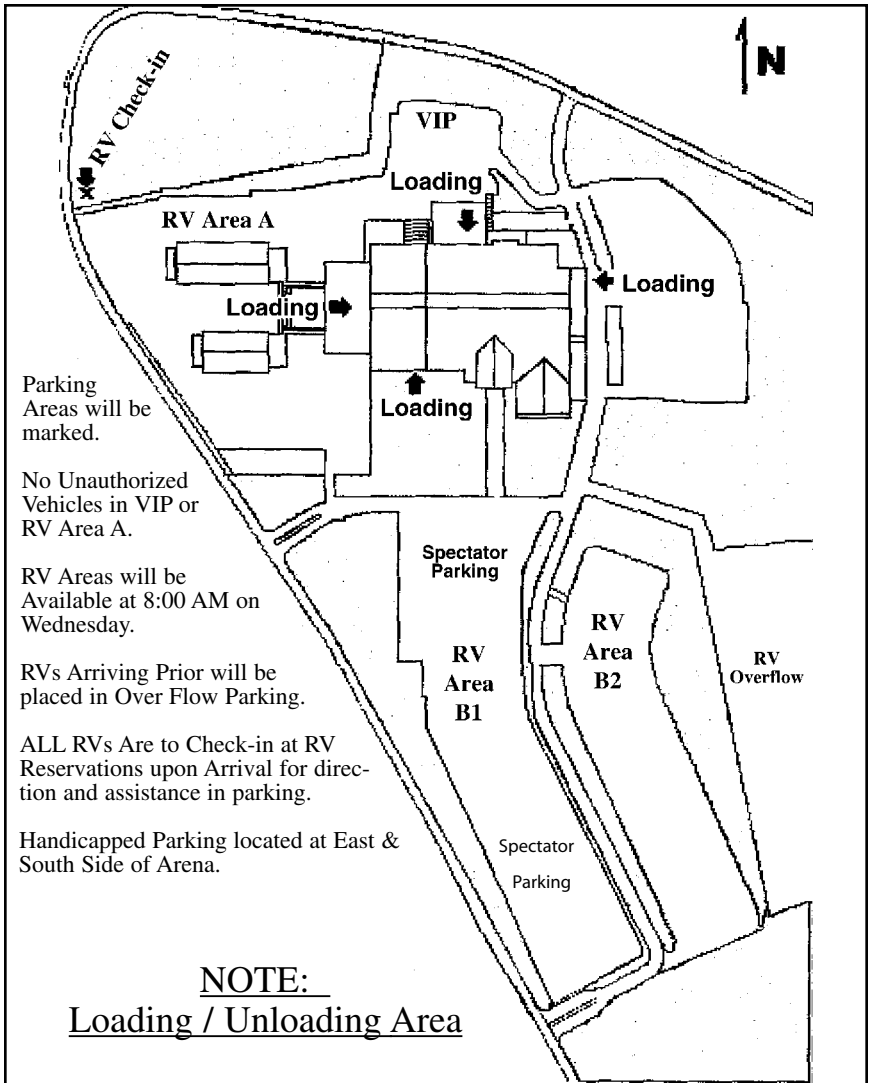 N
RV Check-in
VIP
Loading
RV Area A
Loading
Loading
Loading
Parking
Areas will be
marked.
No Unauthorized
Vehicles in VIP or
RV Area A.
RV Areas will be
Available at 8:00 AM on
Wednesday.
RVs Arriving Prior will be
placed in Over Flow Parking.
ALL RVs Are to Check-in at RV
Reservations upon Arrival for direc-
tion and assistance in parking.
Handicapped Parking located at East &
South Side of Arena.
Spectator
Parking
RV
Area
B1
RV
Area
B2
RV
Overflow
Spectator
Parking
NOTE:
Loading / Unloading Area